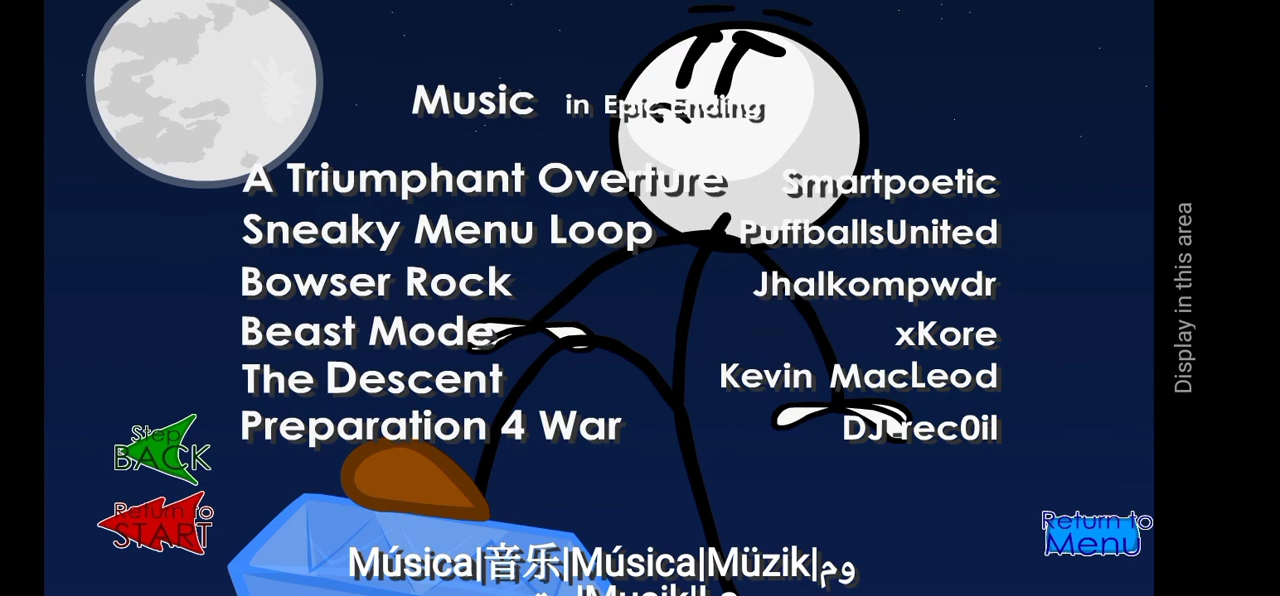 Music in Epic Ending
A Triumphant Overture Smartpoetic
Sneaky Menu Loop PuffballsUnited
Bowser Rock Jhalkompwdr
Beast Mode xKore
The Descent Kevin MacLeod
Preparation 4 War DJ-rec0il
Step BACK
Return to START
Return to Menu
Música|音乐|Música|Müzik|
Display in this area